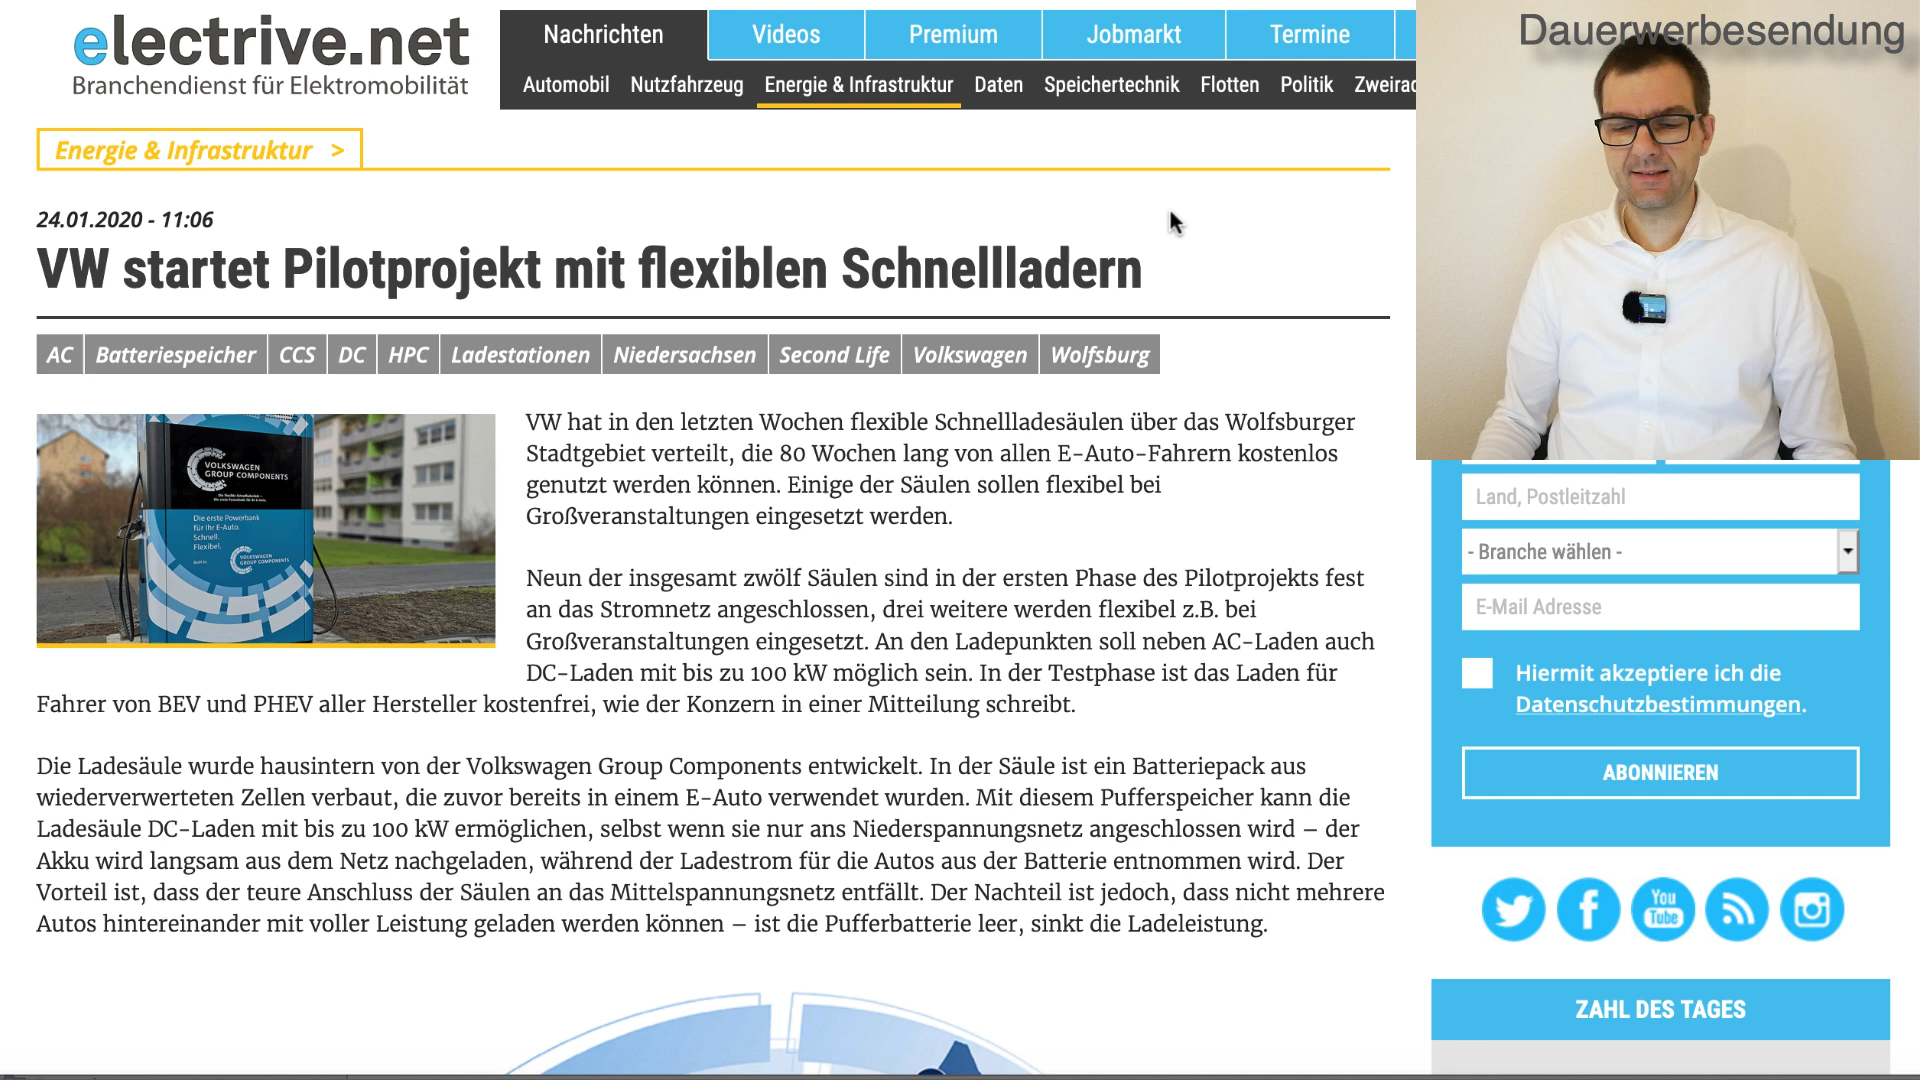 electrive.net
Branchendienst für Elektromobilität
Nachrichten
Videos
Premium
Jobmarkt
Termine
Automobil
Nutzfahrzeug
Energie & Infrastruktur
Daten
Speichertechnik
Flotten
Politik
Dauerwerbesendung
Energie & Infrastruktur >
24.01.2020 - 11:06
VW startet Pilotprojekt mit flexiblen Schnellladern
AC
Batteriespeicher
CCS
DC
HPC
Ladestationen
Niedersachsen
Second Life
Volkswagen
Wolfsburg
VOLKSWAGEN
GROUP COMPONENTS
Die erste Powerbank
für Ihr E-Auto.
Schnell.
Flexibel.
VOLKSWAGEN
GROUP COMPONENTS
VW hat in den letzten Wochen flexible Schnellladesäulen über das Wolfsburger
Stadtgebiet verteilt, die 80 Wochen lang von allen E-Auto-Fahrern kostenlos
genutzt werden können. Einige der Säulen sollen flexibel bei
Großveranstaltungen eingesetzt werden.
Neun der insgesamt zwölf Säulen sind in der ersten Phase des Pilotprojekts fest
an das Stromnetz angeschlossen, drei weitere werden flexibel z.B. bei
Großveranstaltungen eingesetzt. An den Ladepunkten soll neben AC-Laden auch
DC-Laden mit bis zu 100 kW möglich sein. In der Testphase ist das Laden für
Fahrer von BEV und PHEV aller Hersteller kostenfrei, wie der Konzern in einer Mitteilung schreibt.
Die Ladesäule wurde hausintern von der Volkswagen Group Components entwickelt. In der Säule ist ein Batteriepack aus
wiederverwerteten Zellen verbaut, die zuvor bereits in einem E-Auto verwendet wurden. Mit diesem Pufferspeicher kann die
Ladesäule DC-Laden mit bis zu 100 kW ermöglichen, selbst wenn sie nur ans Niederspannungsnetz angeschlossen wird – der
Akku wird langsam aus dem Netz nachgeladen, während der Ladestrom für die Autos aus der Batterie entnommen wird. Der
Vorteil ist, dass der teure Anschluss der Säulen an das Mittelspannungsnetz entfällt. Der Nachteil ist jedoch, dass nicht mehrere
Autos hintereinander mit voller Leistung geladen werden können – ist die Pufferbatterie leer, sinkt die Ladeleistung.
Land, Postleitzahl
- Branche wählen -
E-Mail Adresse
Hiermit akzeptiere ich die
Datenschutzbestimmungen.
ABONNIEREN
You
Tube
ZAHL DES TAGES